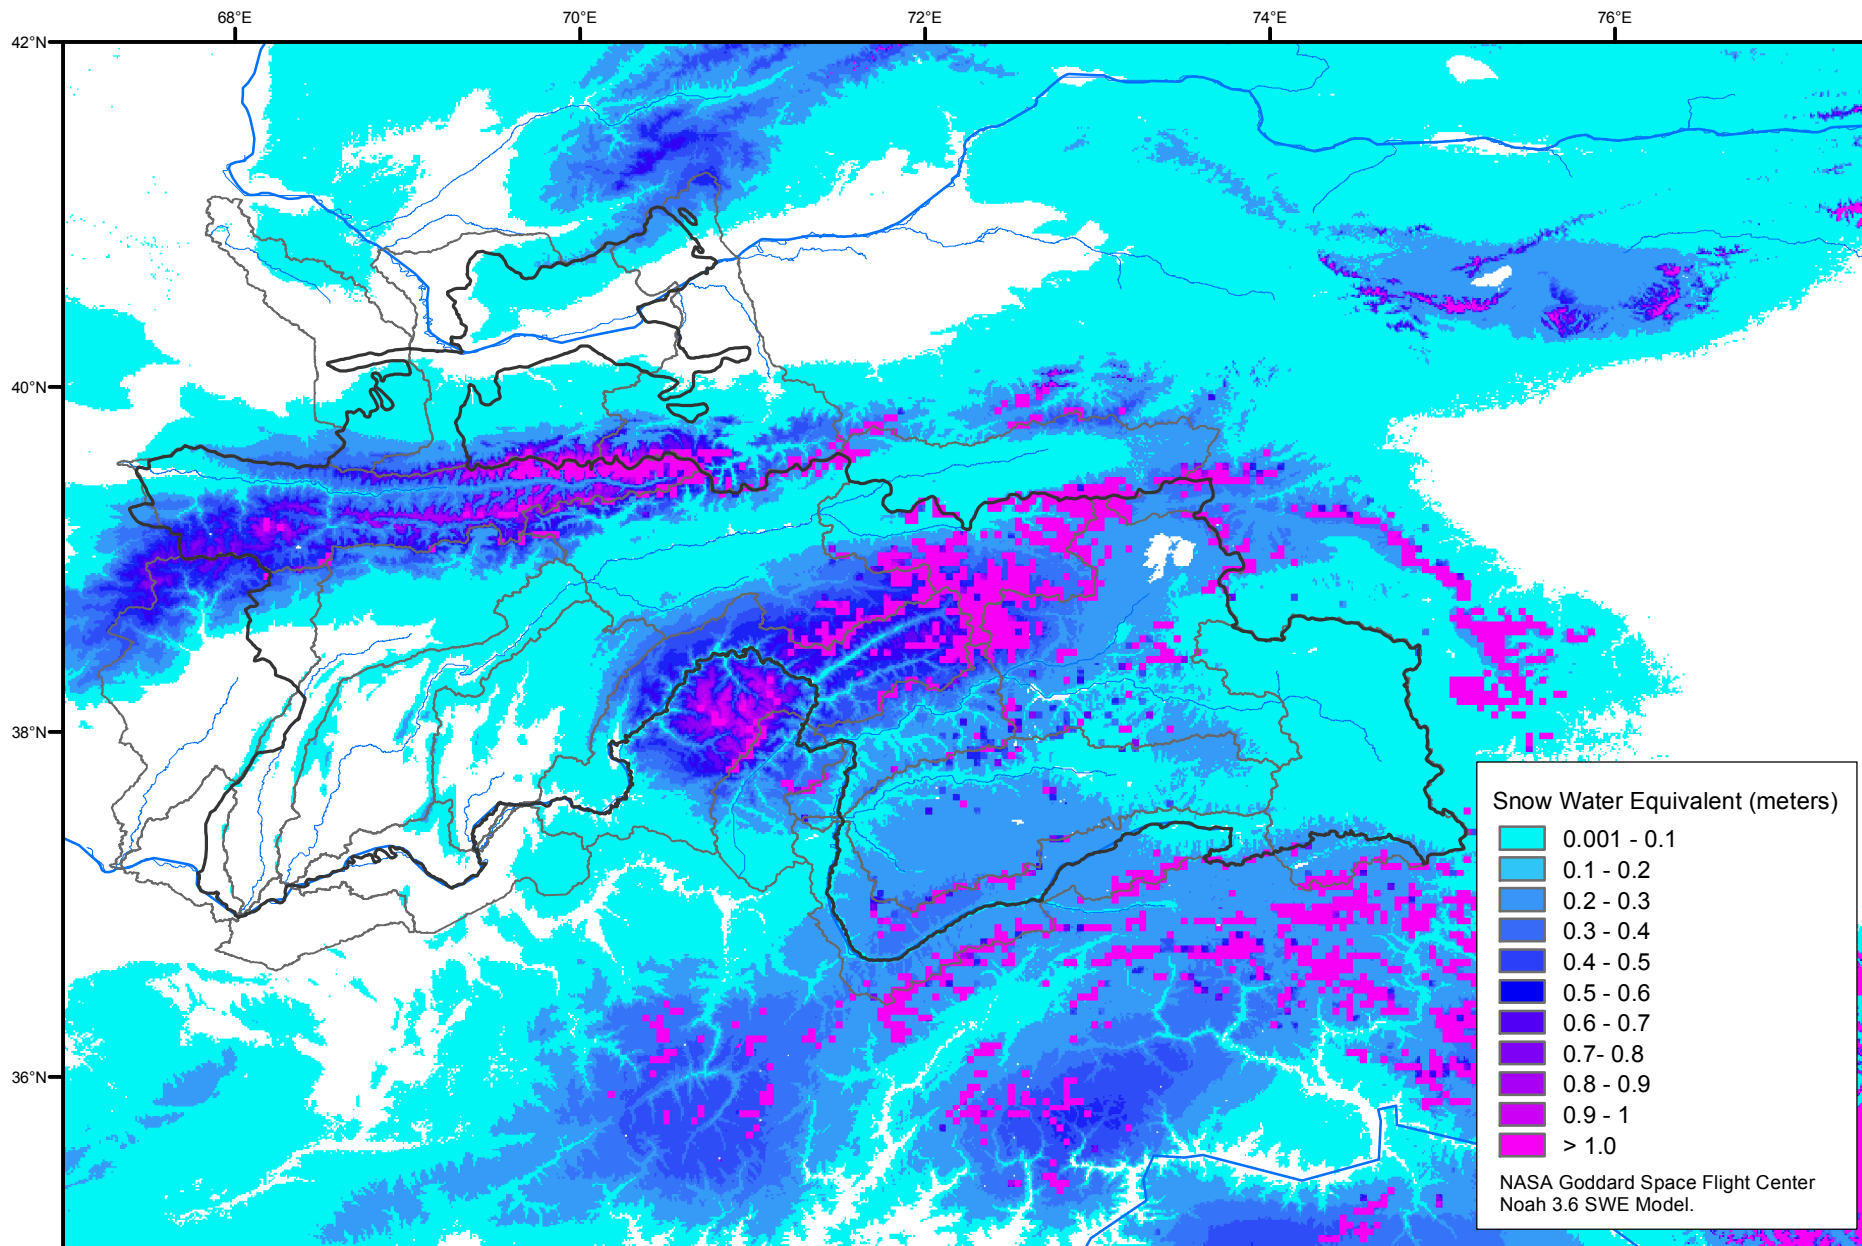 68°E
70°E
72°E
74°E
76°E
42°N
40°N
38°N
36°N
Snow Water Equivalent (meters)
0.001 - 0.1
0.1 - 0.2
0.2 - 0.3
0.3 - 0.4
0.4 - 0.5
0.5 - 0.6
0.6 - 0.7
0.7- 0.8
0.8 - 0.9
0.9 - 1
> 1.0
NASA Goddard Space Flight Center
Noah 3.6 SWE Model.